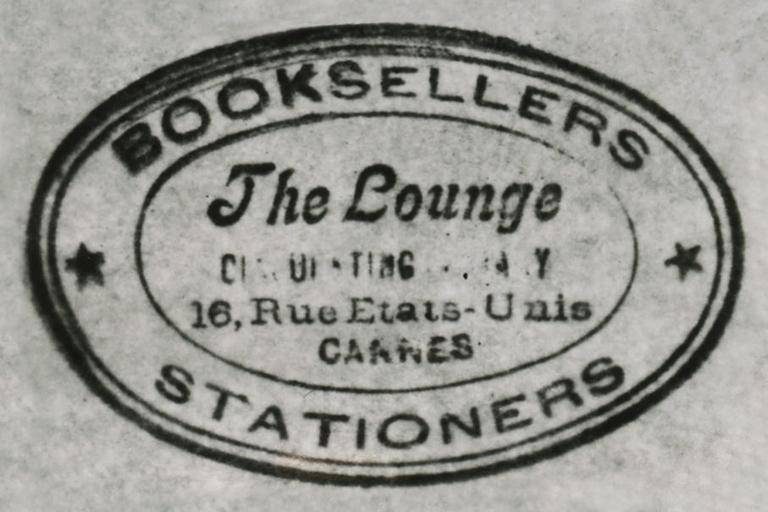 BOOKSELLERS
The Lounge
16, Rue Etats-Unis
CANNES
STATIONERS